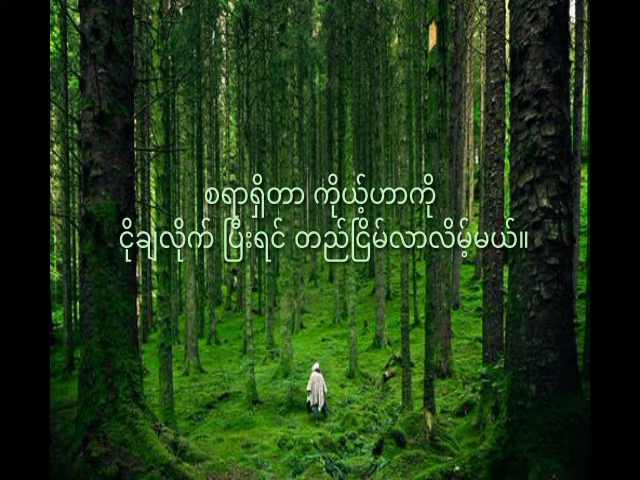 စရာရှိတာ ကိုယ့်ဟာကို
ငိုချလိုက် ပြီးရင် တည်ငြိမ်လာလိမ့်မယ်။